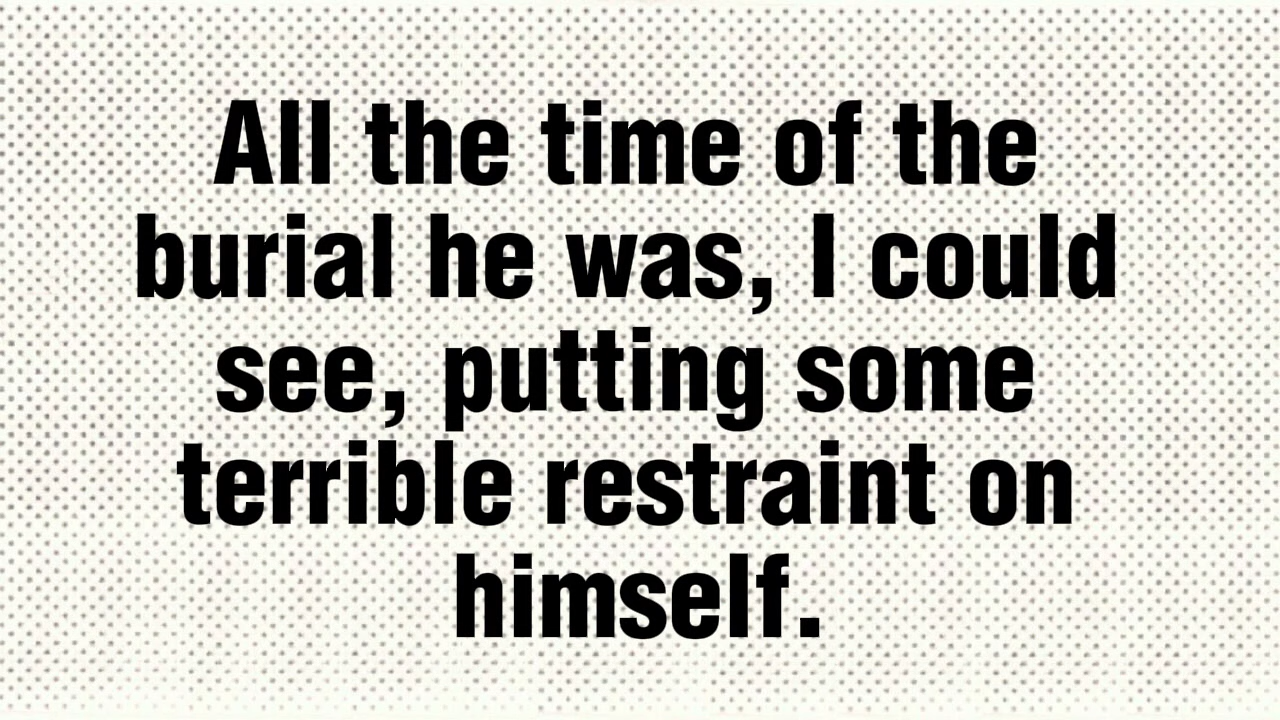 All the time of the
burial he was, I could
see, putting some
terrible restraint on
himself.